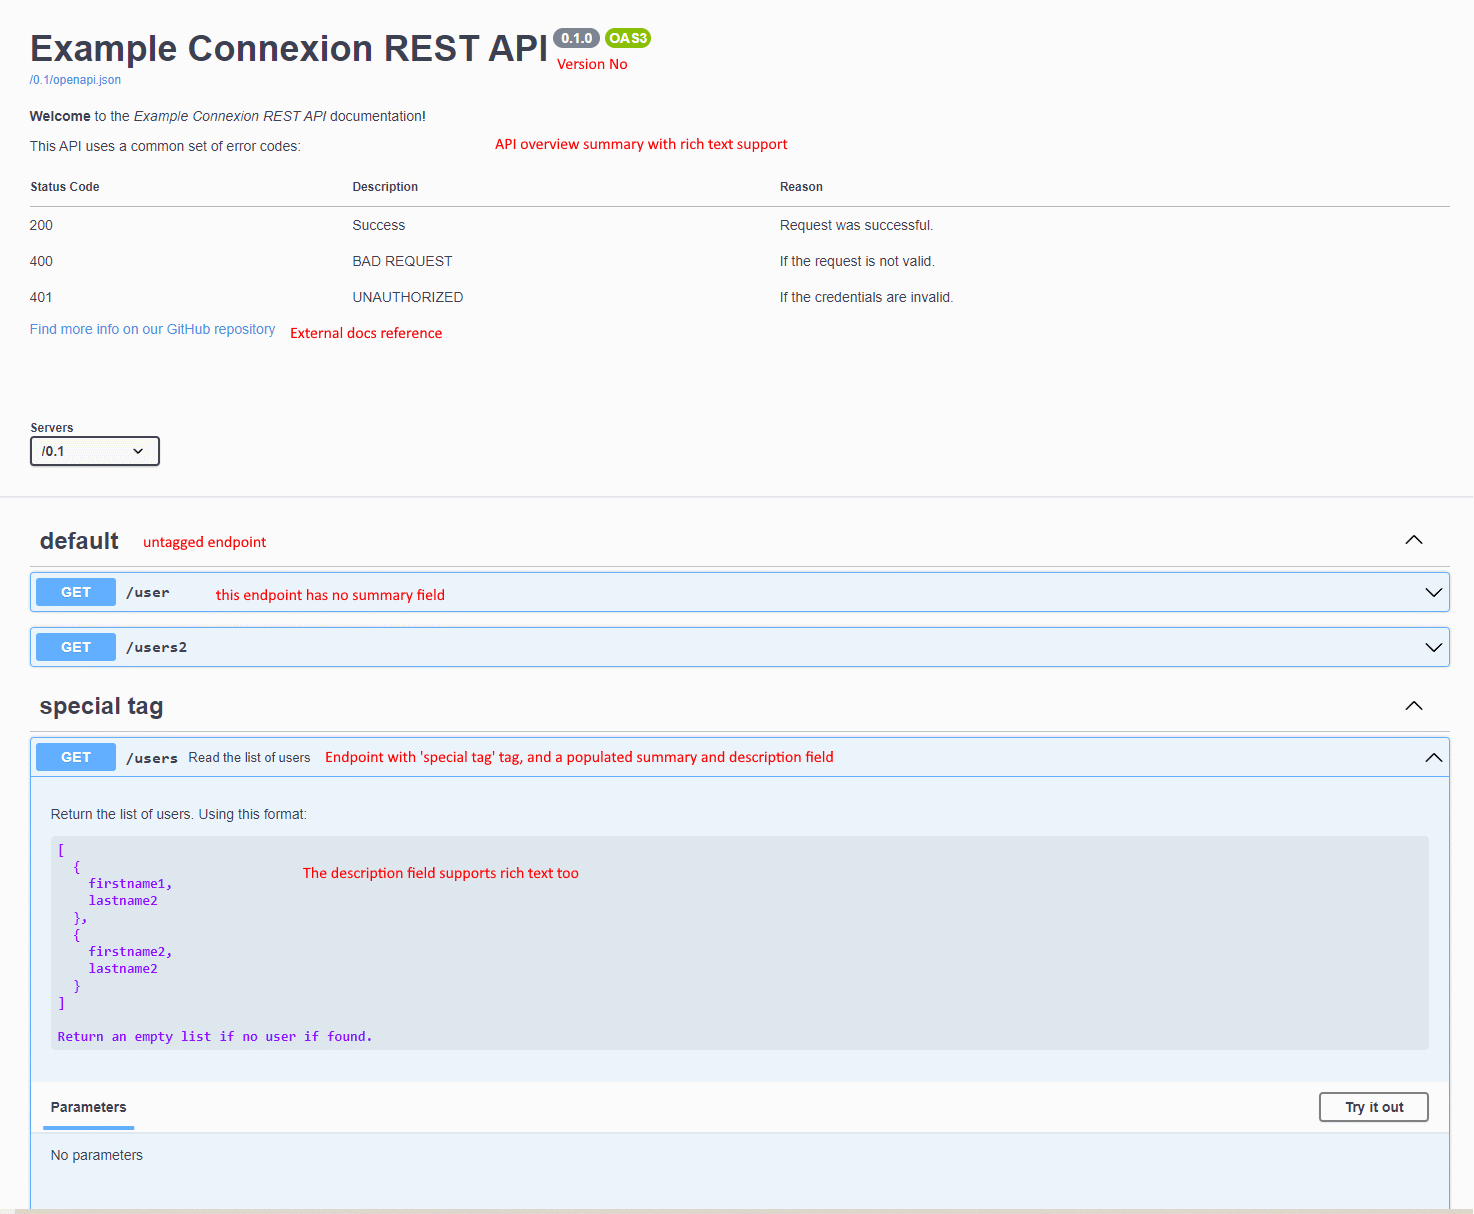 Example Connexion REST API 0.1.0 OAS3
Version No
/0.1/openapi.json
Welcome to the Example Connexion REST API documentation!
This API uses a common set of error codes:
API overview summary with rich text support
Status Code Description Reason
200 Success Request was successful.
400 BAD REQUEST If the request is not valid.
401 UNAUTHORIZED If the credentials are invalid.
Find more info on our GitHub repository External docs reference
Servers
/0.1
default untagged endpoint
GET /user this endpoint has no summary field
GET /users2
special tag
GET /users Read the list of users Endpoint with 'special tag' tag, and a populated summary and description field
Return the list of users. Using this format:
[
{
The description field supports rich text too
firstname1,
lastname2
},
{
firstname2,
lastname2
}
]
Return an empty list if no user if found.
Parameters Try it out
No parameters